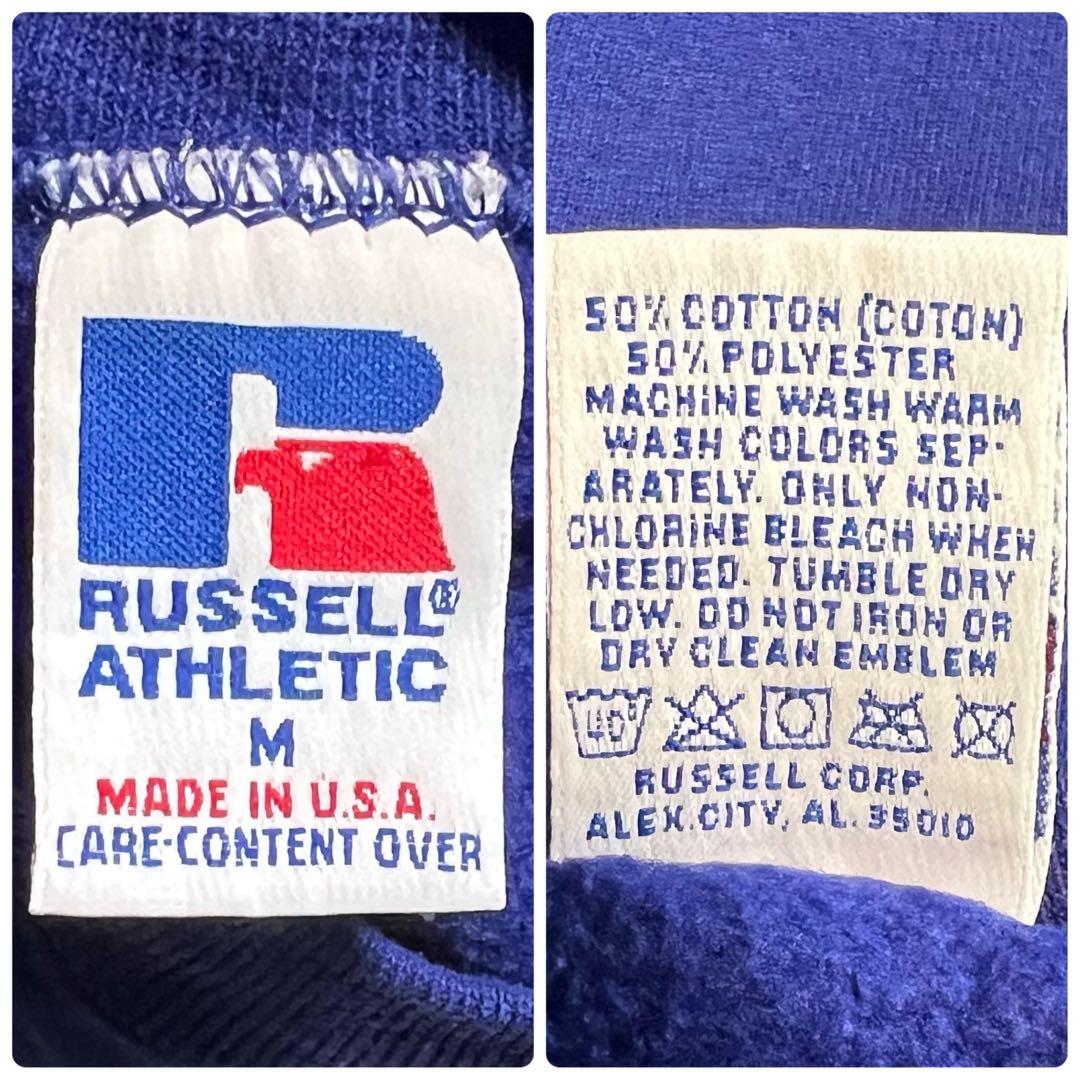 RUSSELL®
ATHLETIC
M
MADE IN U.S.A.
CARE-CONTENT OVER
50% COTTON (COTON)
50% POLYESTER
MACHINE WASH WARM
WASH COLORS SEP-
ARATELY. ONLY NON-
CHLORINE BLEACH WHEN
NEEDED. TUMBLE DRY
LOW. DO NOT IRON OR
DRY CLEAN EMBLEM
RUSSELL CORP.
ALEX.CITY, AL. 35010